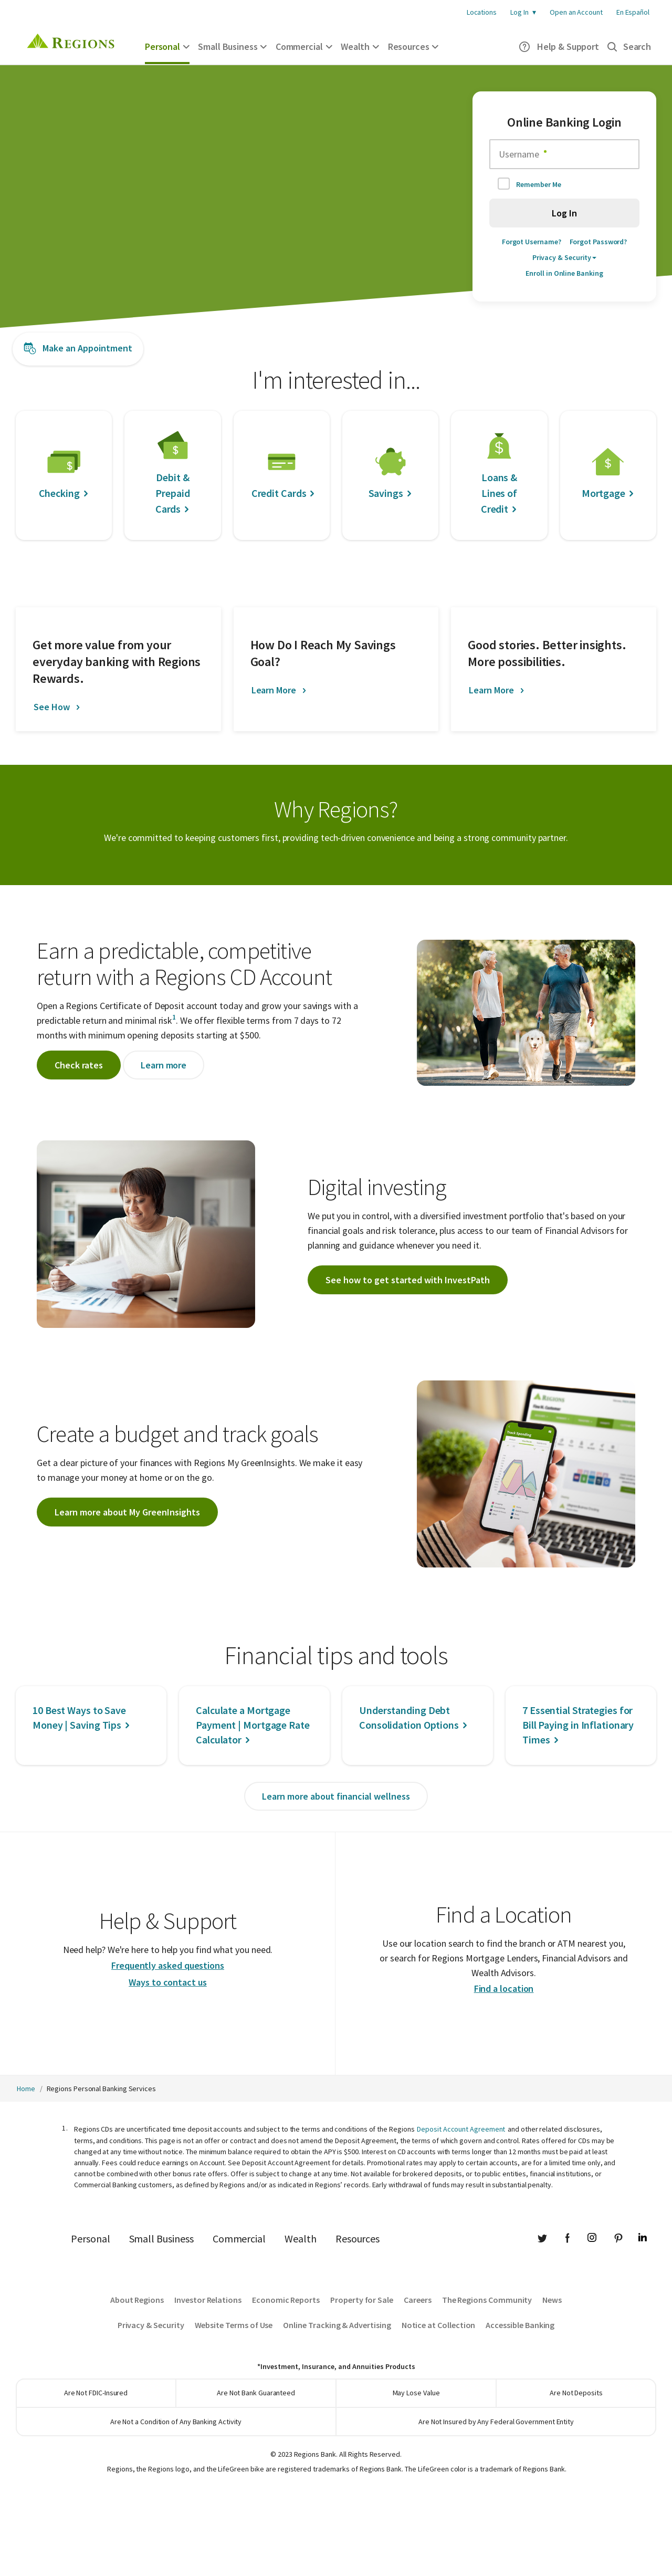 Locations Log In ▼ Open an Account En Español
REGIONS
Personal Small Business Commercial Wealth Resources Help & Support Search
Online Banking Login
Username *
Remember Me
Log In
Forgot Username? Forgot Password?
Privacy & Security
Enroll in Online Banking
Make an Appointment
I'm interested in...
Checking
Debit &
Prepaid
Cards
Credit Cards
Savings
Loans &
Lines of
Credit
Mortgage
Get more value from your
everyday banking with Regions
Rewards.
See How
How Do I Reach My Savings
Goal?
Learn More
Good stories. Better insights.
More possibilities.
Learn More
Why Regions?
We're committed to keeping customers first, providing tech-driven convenience and being a strong community partner.
Earn a predictable, competitive
return with a Regions CD Account
Open a Regions Certificate of Deposit account today and grow your savings with a
predictable return and minimal risk1. We offer flexible terms from 7 days to 72
months with minimum opening deposits starting at $500.
Check rates Learn more
Digital investing
We put you in control, with a diversified investment portfolio that's based on your
financial goals and risk tolerance, plus access to our team of Financial Advisors for
planning and guidance whenever you need it.
See how to get started with InvestPath
Create a budget and track goals
Get a clear picture of your finances with Regions My GreenInsights. We make it easy
to manage your money at home or on the go.
Learn more about My GreenInsights
Financial tips and tools
10 Best Ways to Save
Money | Saving Tips
Calculate a Mortgage
Payment | Mortgage Rate
Calculator
Understanding Debt
Consolidation Options
7 Essential Strategies for
Bill Paying in Inflationary
Times
Learn more about financial wellness
Help & Support
Need help? We're here to help you find what you need.
Frequently asked questions
Ways to contact us
Find a Location
Use our location search to find the branch or ATM nearest you,
or search for Regions Mortgage Lenders, Financial Advisors and
Wealth Advisors.
Find a location
Home / Regions Personal Banking Services
1. Regions CDs are uncertificated time deposit accounts and subject to the terms and conditions of the Regions Deposit Account Agreement and other related disclosures,
terms, and conditions. This page is not an offer or contract and does not amend the Deposit Agreement, the terms of which govern and control. Rates offered for CDs may be
changed at any time without notice. The minimum balance required to obtain the APY is $500. Interest on CD accounts with terms longer than 12 months must be paid at least
annually. Fees could reduce earnings on Account. See Deposit Account Agreement for details. Promotional rates may apply to certain accounts, are for a limited time only, and
cannot be combined with other bonus rate offers. Offer is subject to change at any time. Not available for brokered deposits, or to public entities, financial institutions, or
Commercial Banking customers, as defined by Regions and/or as indicated in Regions' records. Early withdrawal of funds may result in substantial penalty.
Personal Small Business Commercial Wealth Resources
About Regions Investor Relations Economic Reports Property for Sale Careers The Regions Community News
Privacy & Security Website Terms of Use Online Tracking & Advertising Notice at Collection Accessible Banking
*Investment, Insurance, and Annuities Products
Are Not FDIC-Insured Are Not Bank Guaranteed May Lose Value Are Not Deposits
Are Not a Condition of Any Banking Activity Are Not Insured by Any Federal Government Entity
© 2023 Regions Bank. All Rights Reserved.
Regions, the Regions logo, and the LifeGreen bike are registered trademarks of Regions Bank. The LifeGreen color is a trademark of Regions Bank.